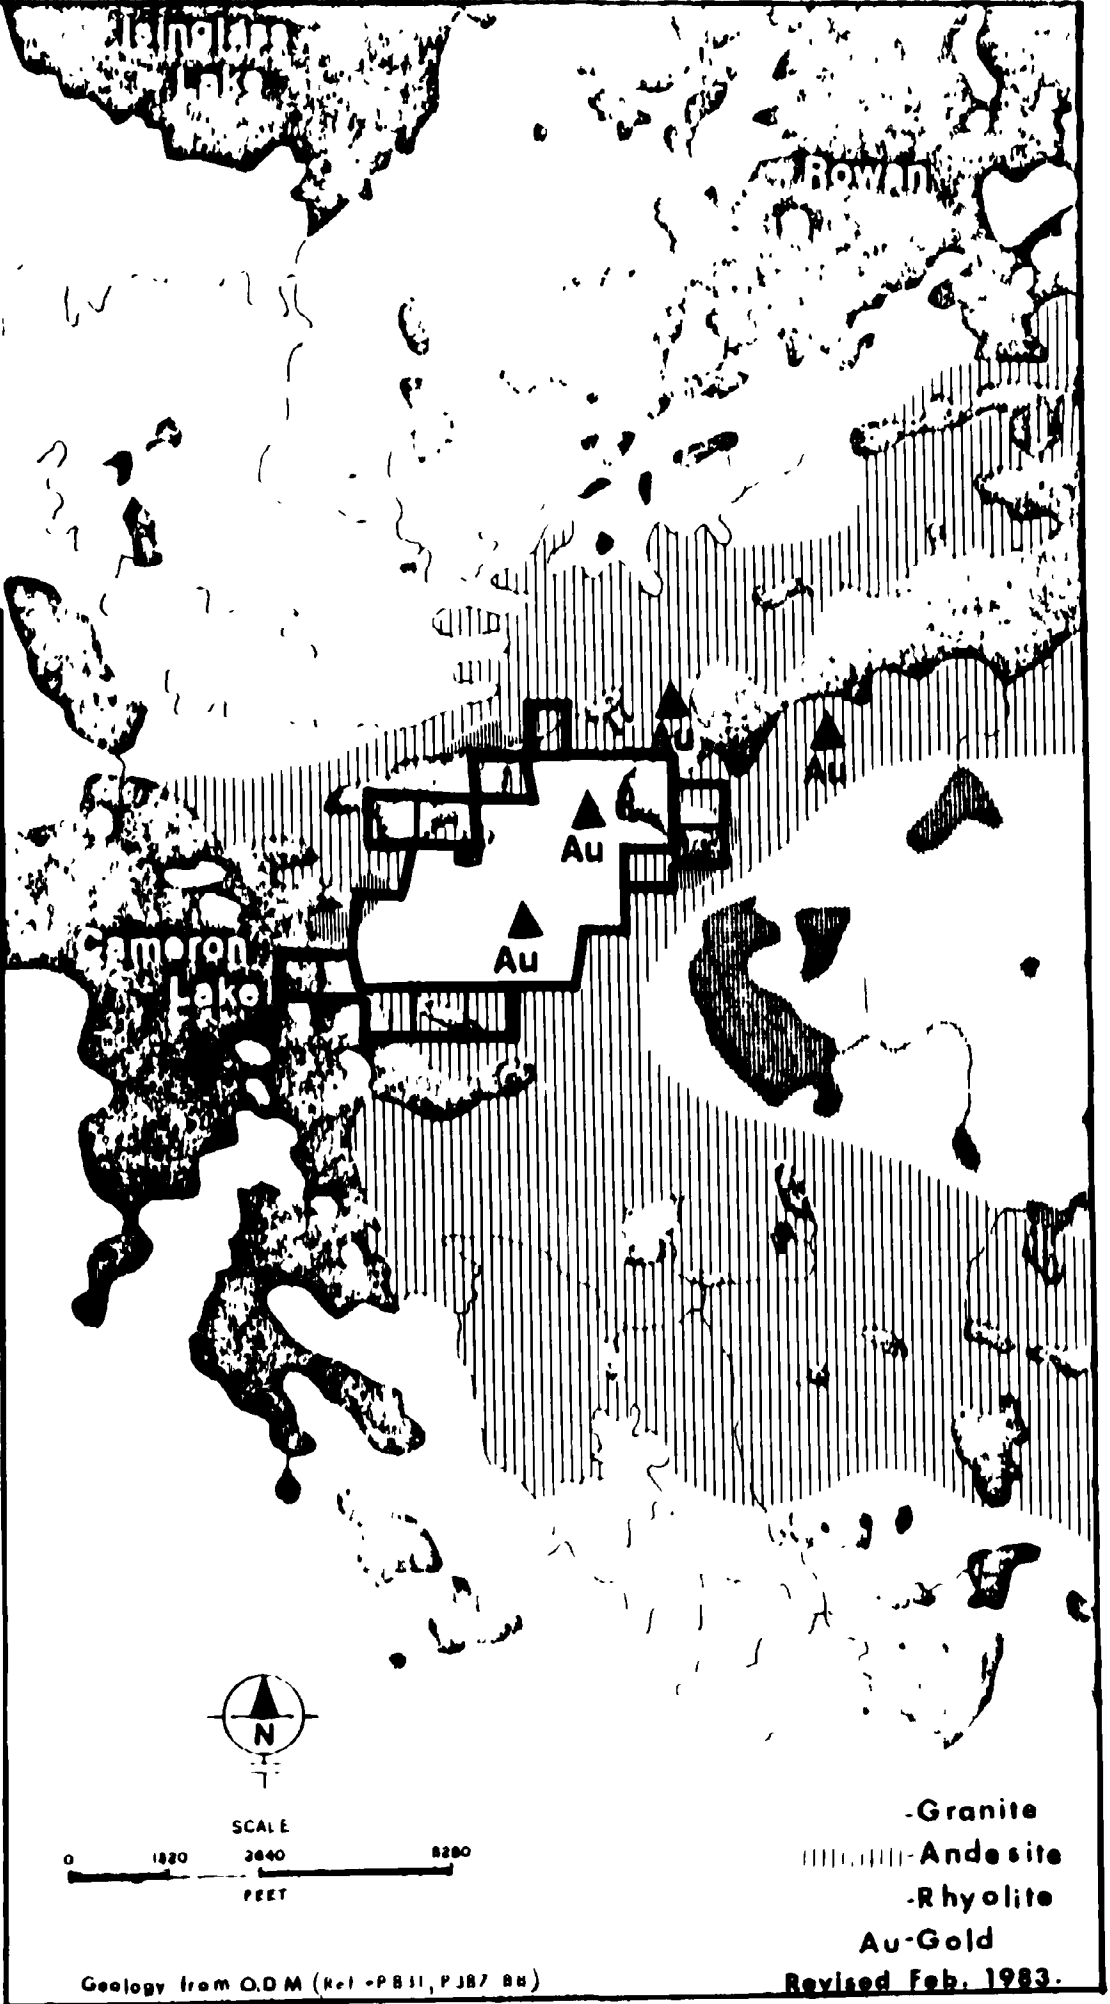 Lake
Rowan
Au
Au
Au
Au
Cameron
Lake
N
SCALE
0 1320 2640 5280
FEET
-Granite
-Andesite
-Rhyolite
Au-Gold
Geology from O.D.M
Revised Feb. 1983.